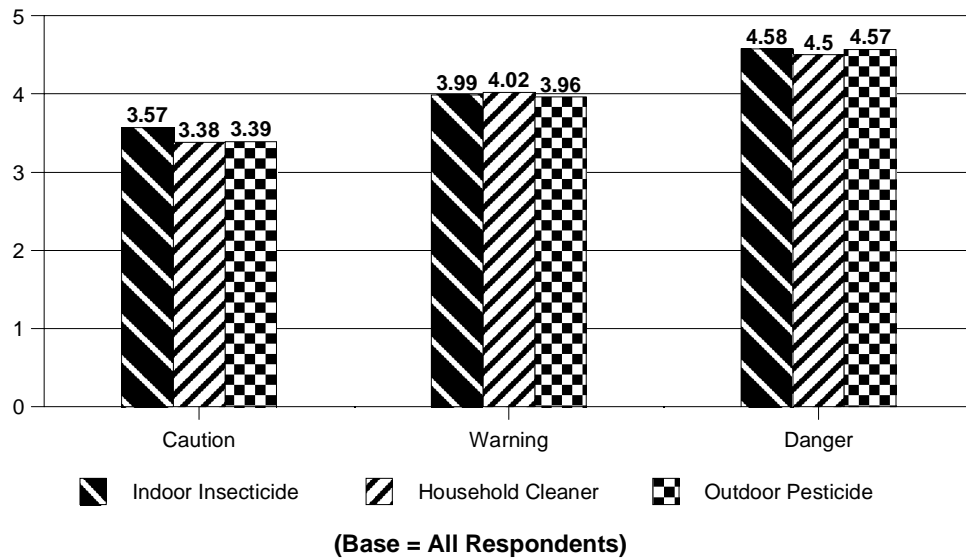 5
4.58 4.5 4.57
3.99 4.02 3.96
4
3.57 3.38 3.39
3
2
1
0
Caution Warning Danger
Indoor Insecticide Household Cleaner Outdoor Pesticide
(Base = All Respondents)